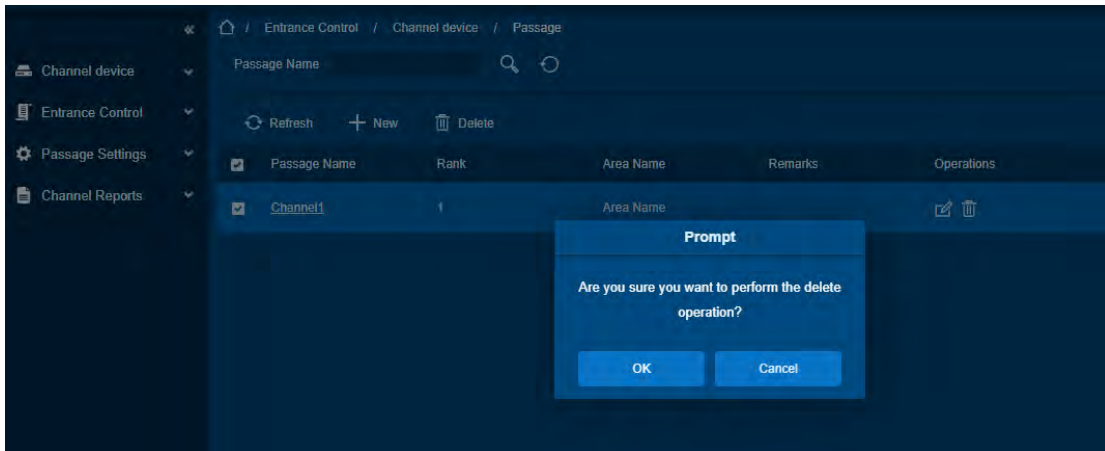 / Entrance Control / Channel device / Passage
Channel device
Passage Name
Entrance Control
Refresh New Delete
Passage Settings
Passage Name Rank Area Name Remarks Operations
Channel Reports
Channel1 1 Area Name
Prompt
Are you sure you want to perform the delete
operation?
OK Cancel